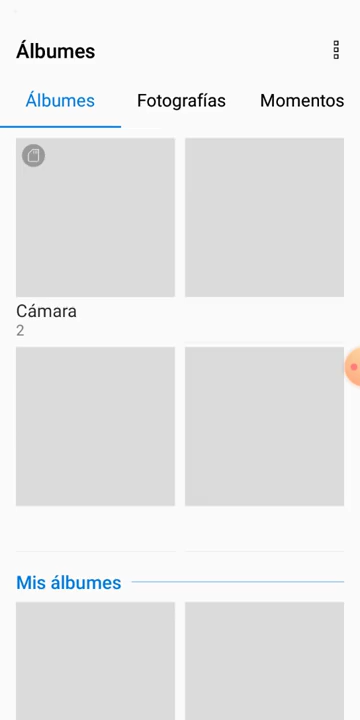 Álbumes
Álbumes
Fotografías
Momentos
Cámara
2
Mis álbumes